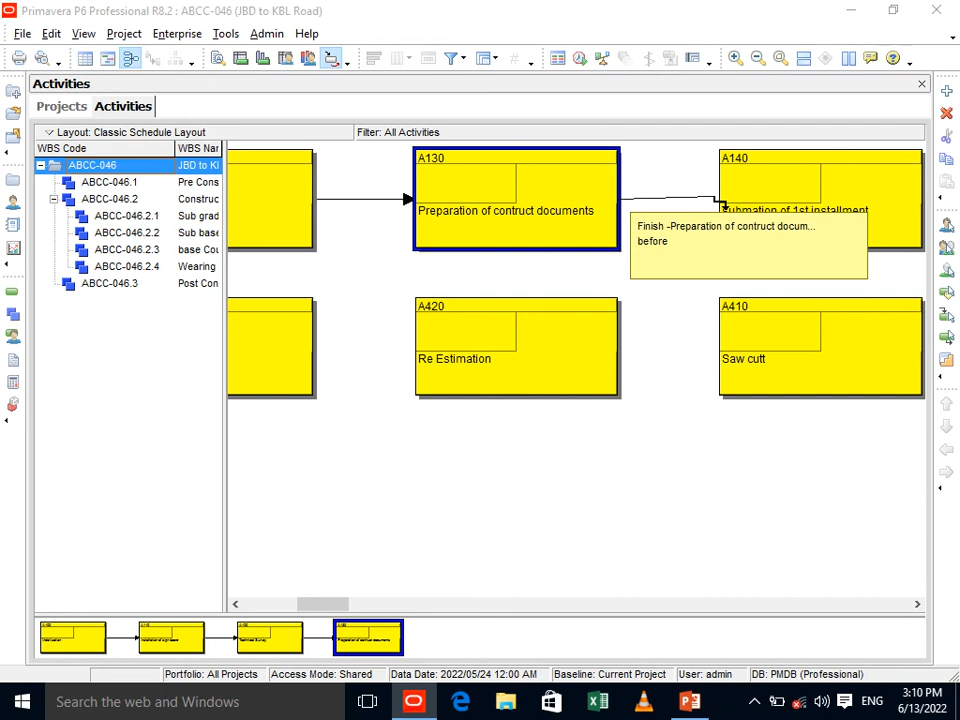 Primavera P6 Professional R8.2 : ABCC-046 (JBD to KBL Road)
File Edit View Project Enterprise Tools Admin Help
Activities
Projects Activities
Layout: Classic Schedule Layout Filter: All Activities
WBS Code WBS Nar
ABCC-046 JBD to KI
ABCC-046.1 Pre Cons
ABCC-046.2 Construc
ABCC-046.2.1 Sub grad
ABCC-046.2.2 Sub base
ABCC-046.2.3 base Cou
ABCC-046.2.4 Wearing
ABCC-046.3 Post Con
A130
Preparation of contruct documents
A140
Submation of 1st installment
Finish -Preparation of contruct docum...
before
A420
Re Estimation
A410
Saw cutt
Portfolio: All Projects Access Mode: Shared Data Date: 2022/05/24 12:00 AM Baseline: Current Project User: admin DB: PMDB (Professional)
Search the web and Windows
ENG
3:10 PM
6/13/2022